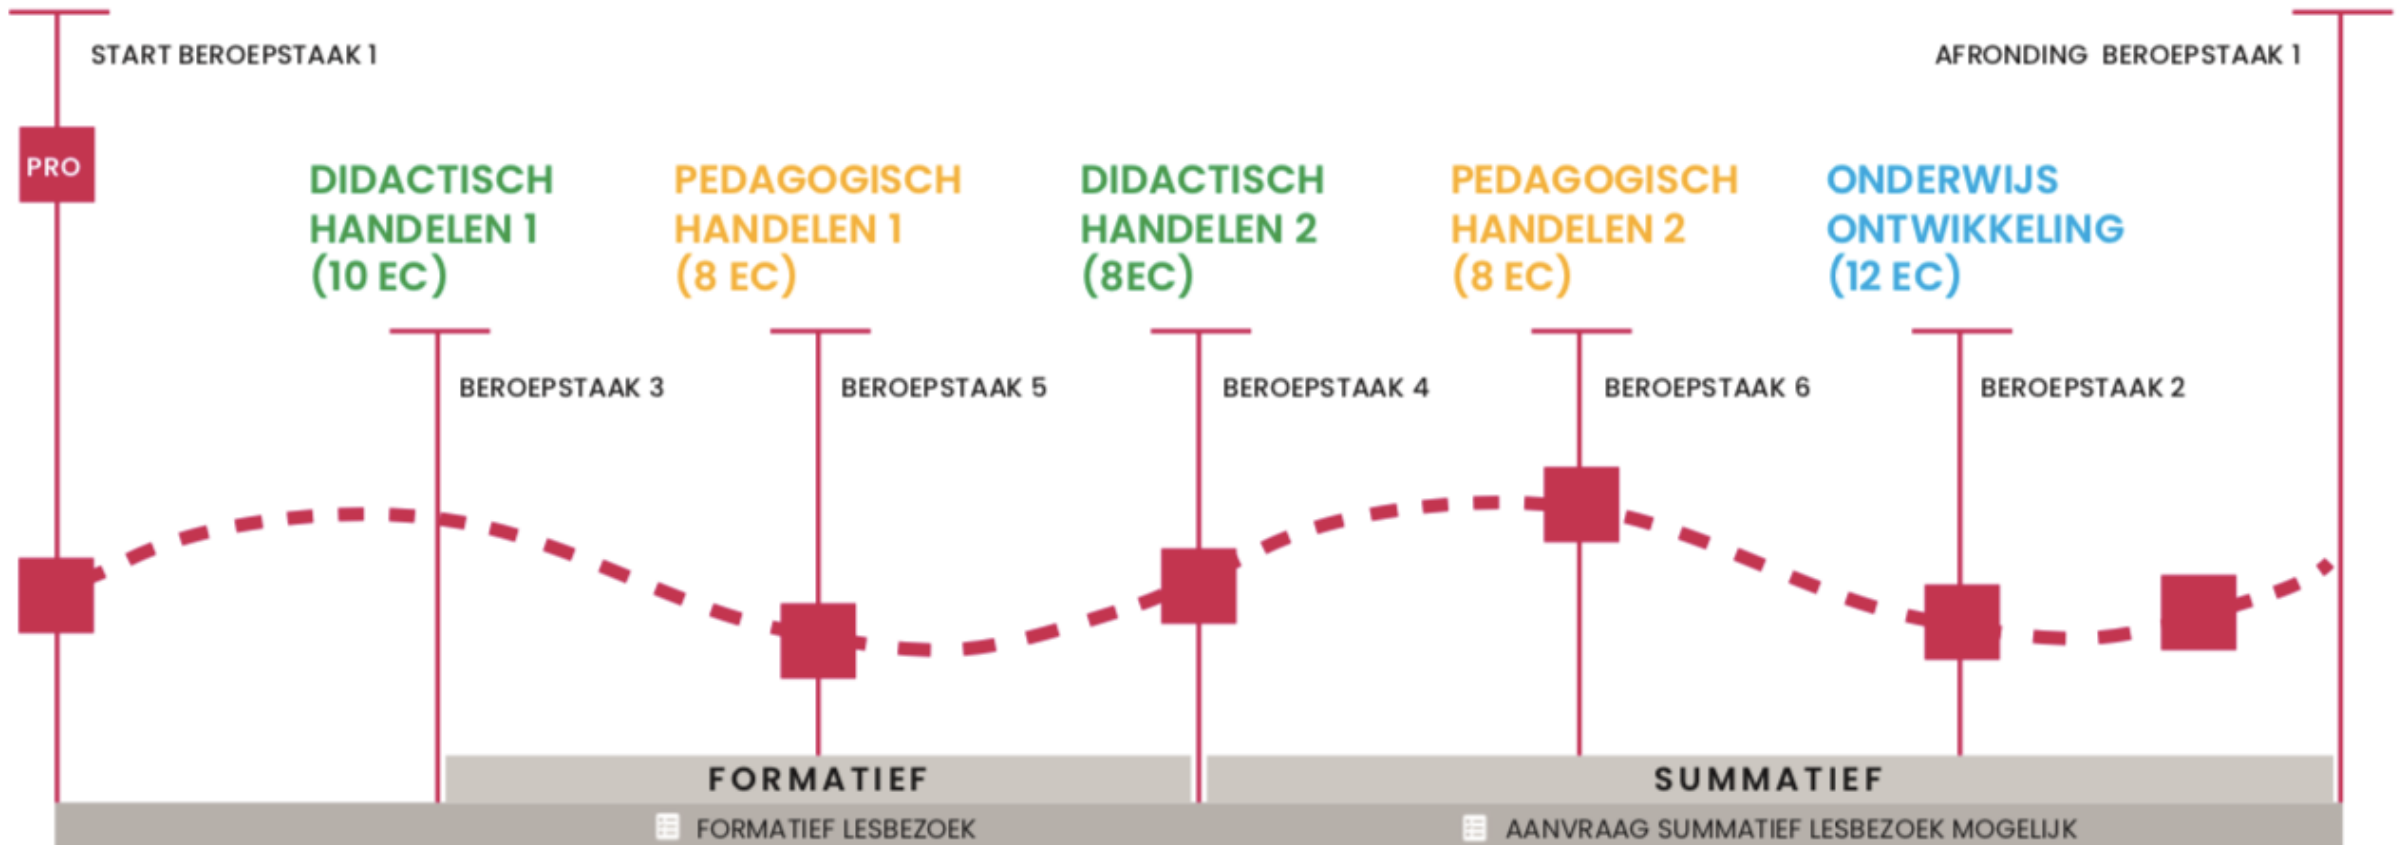 START BEROEPSTAAK 1
AFRONDING BEROEPSTAAK 1
PRO
DIDACTISCH
HANDELEN 1
(10 EC)
PEDAGOGISCH
HANDELEN 1
(8 EC)
DIDACTISCH
HANDELEN 2
(8EC)
PEDAGOGISCH
HANDELEN 2
(8 EC)
ONDERWIJS
ONTWIKKELING
(12 EC)
BEROEPSTAAK 3
BEROEPSTAAK 5
BEROEPSTAAK 4
BEROEPSTAAK 6
BEROEPSTAAK 2
FORMATIEF
SUMMATIEF
FORMATIEF LESBEZOEK
AANVRAAG SUMMATIEF LESBEZOEK MOGELIJK